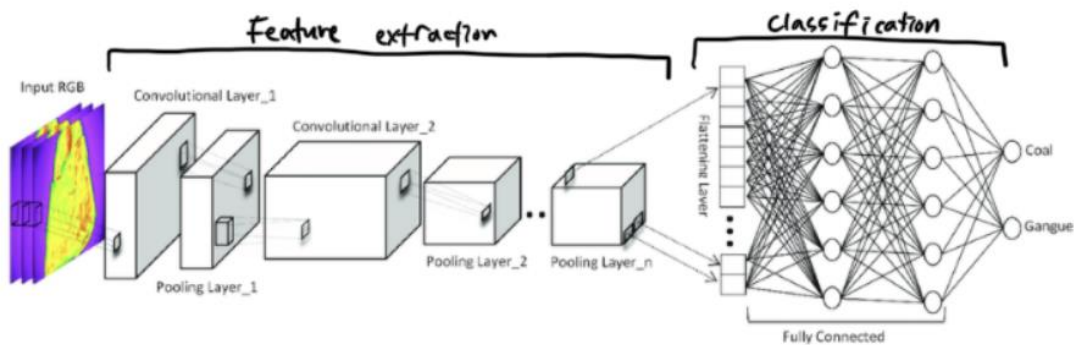 Feature extraction
classification
Input RGB
Convolutional Layer_1
Convolutional Layer_2
Pooling Layer_1
Pooling Layer_2
Pooling Layer_n
Flattening Layer
Coal
Gangue
Fully Connected